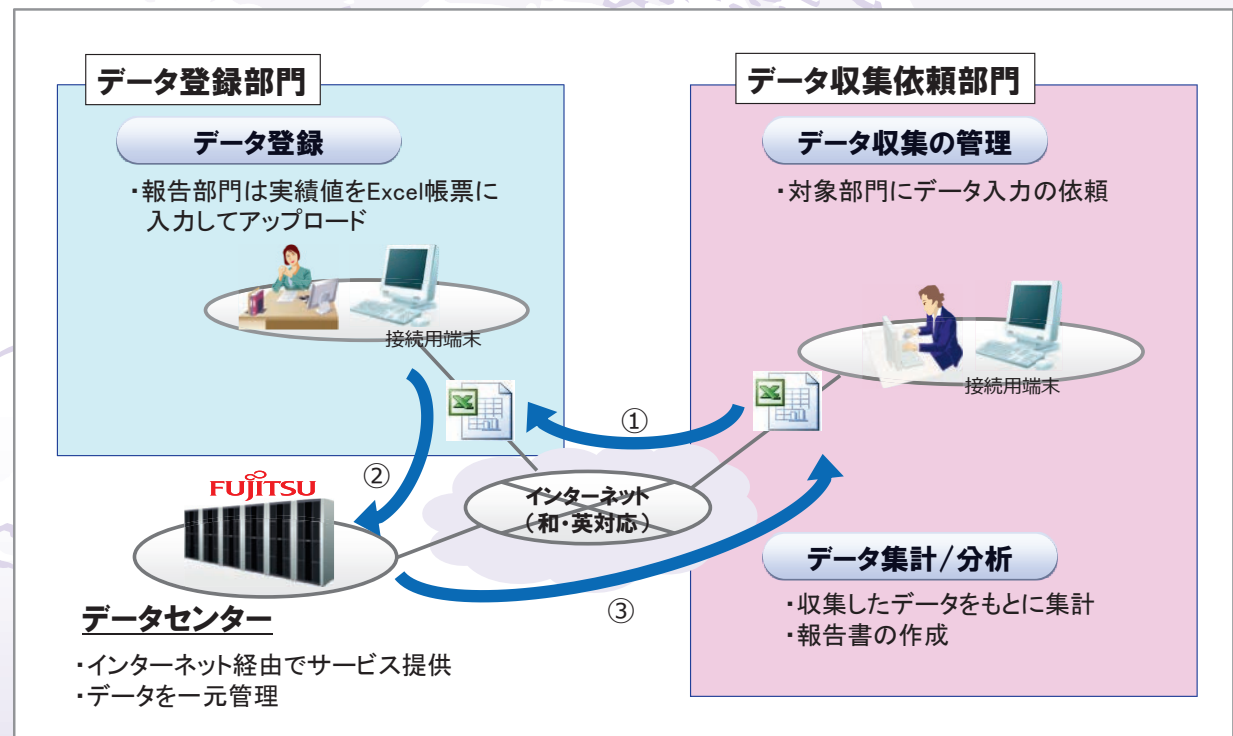 データ登録部門
データ登録
・報告部門は実績値をExcel帳票に
入力してアップロード
接続用端末
データ収集依頼部門
データ収集の管理
・対象部門にデータ入力の依頼
接続用端末
①
②
FUJITSU
インターネット
（和・英対応）
③
データセンター
・インターネット経由でサービス提供
・データを一元管理
データ集計/分析
・収集したデータをもとに集計
・報告書の作成